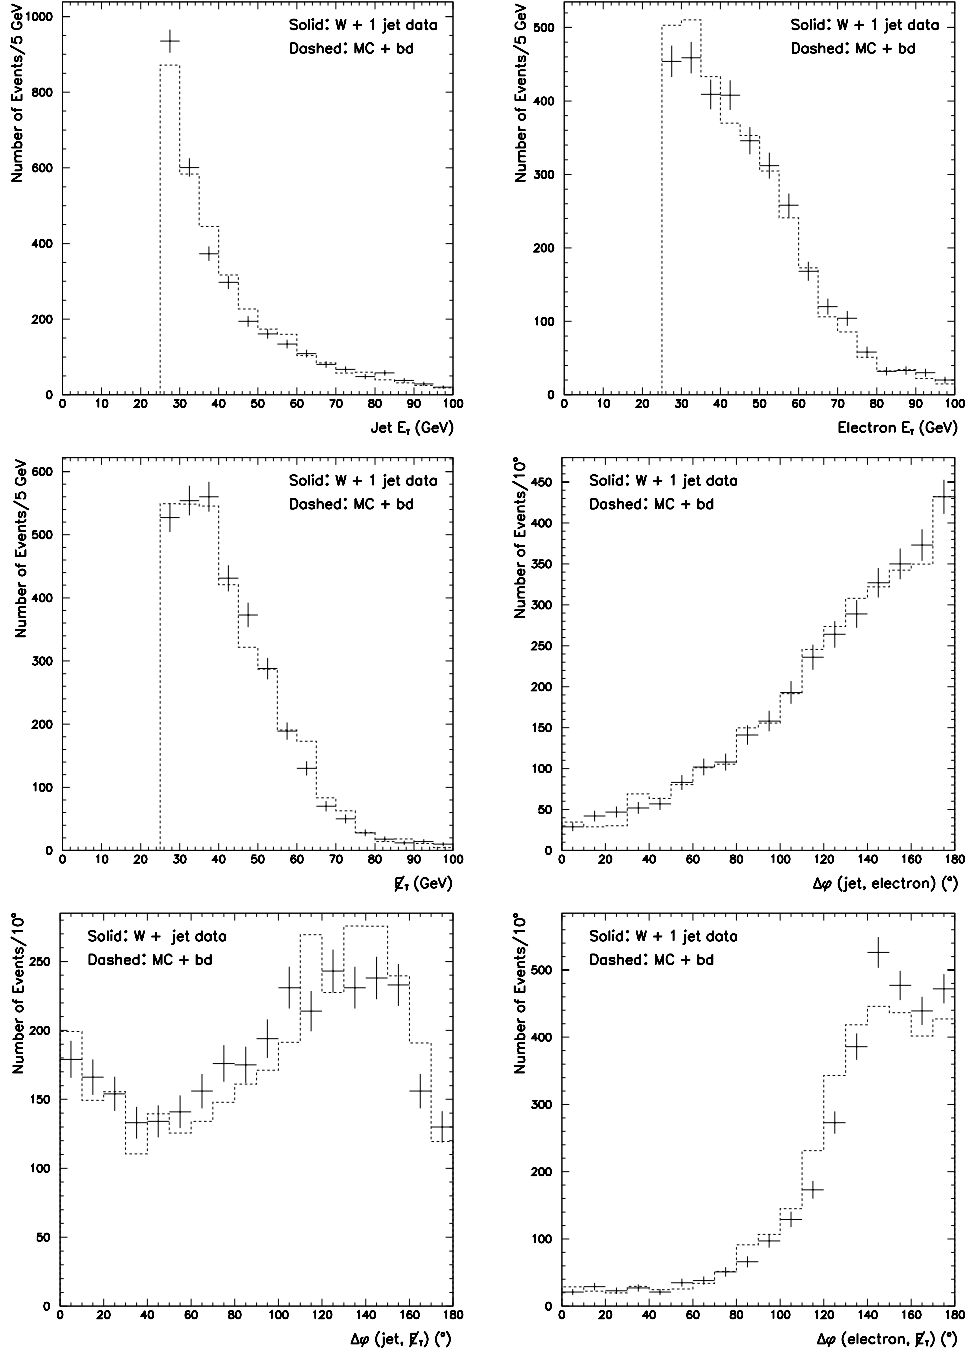 Solid: W + 1 jet data
Dashed: MC + bd
Number of Events/5 GeV
1000
800
600
400
200
0
0 10 20 30 40 50 60 70 80 90 100
Jet E_T (GeV)
Solid: W + 1 jet data
Dashed: MC + bd
Number of Events/5 GeV
500
400
300
200
100
0
0 10 20 30 40 50 60 70 80 90 100
Electron E_T (GeV)
Solid: W + 1 jet data
Dashed: MC + bd
Number of Events/5 GeV
600
500
400
300
200
100
0
0 10 20 30 40 50 60 70 80 90 100
E̸_T (GeV)
Solid: W + 1 jet data
Dashed: MC + bd
Number of Events/10°
450
400
350
300
250
200
150
100
50
0
0 20 40 60 80 100 120 140 160 180
Δφ (jet, electron) (°)
Solid: W + jet data
Dashed: MC + bd
Number of Events/10°
250
200
150
100
50
0
0 20 40 60 80 100 120 140 160 180
Δφ (jet, E̸_T) (°)
Solid: W + 1 jet data
Dashed: MC + bd
Number of Events/10°
500
400
300
200
100
0
0 20 40 60 80 100 120 140 160 180
Δφ (electron, E̸_T) (°)